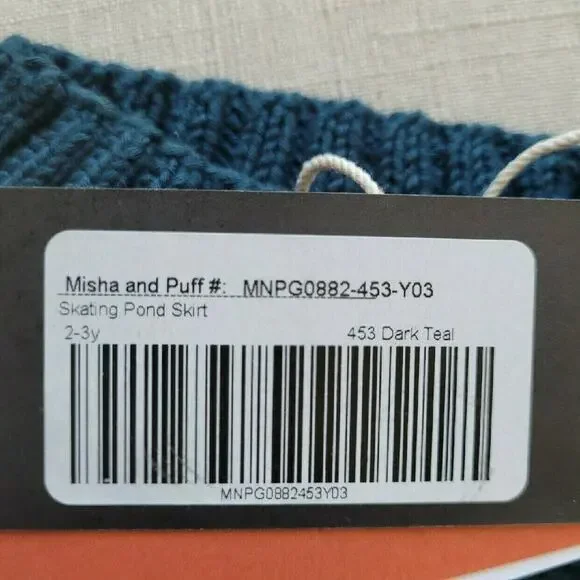 Misha and Puff #: MNPG0882-453-Y03
Skating Pond Skirt
2-3y 453 Dark Teal
MNPG0882453Y03